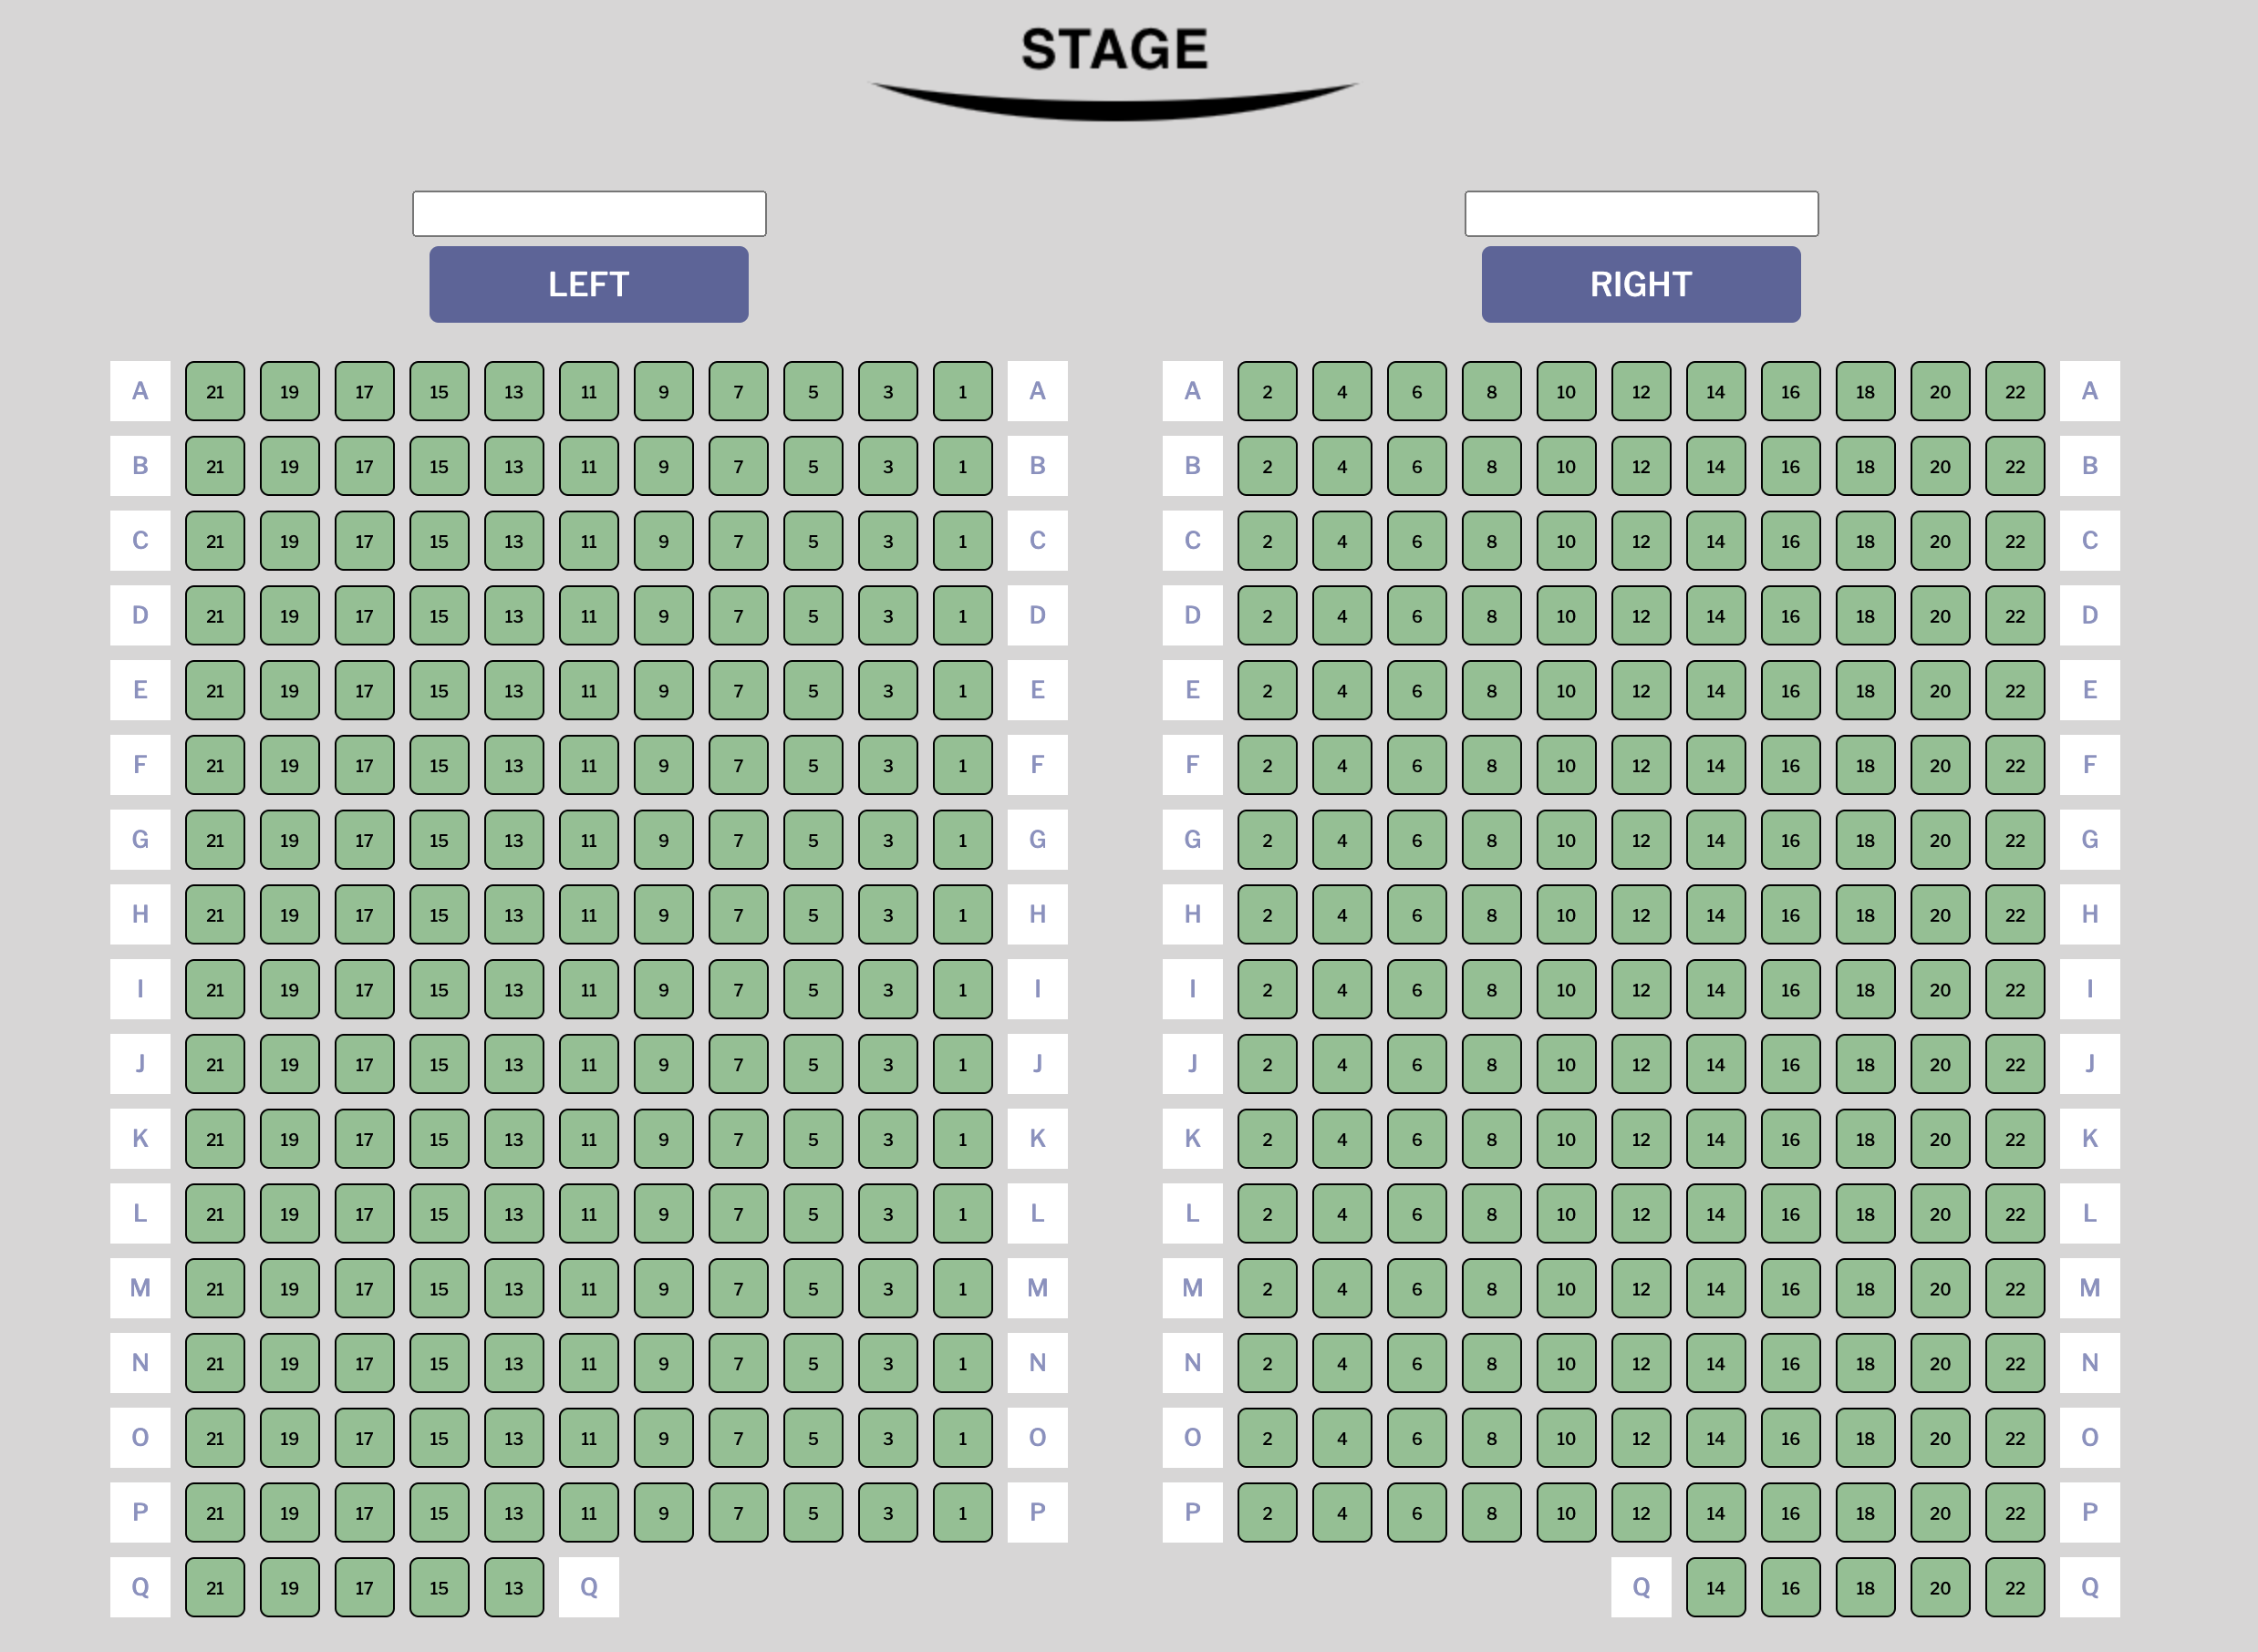 STAGE
LEFT RIGHT
A 21 19 17 15 13 11 9 7 5 3 1 A A 2 4 6 8 10 12 14 16 18 20 22 A
B 21 19 17 15 13 11 9 7 5 3 1 B B 2 4 6 8 10 12 14 16 18 20 22 B
C 21 19 17 15 13 11 9 7 5 3 1 C C 2 4 6 8 10 12 14 16 18 20 22 C
D 21 19 17 15 13 11 9 7 5 3 1 D D 2 4 6 8 10 12 14 16 18 20 22 D
E 21 19 17 15 13 11 9 7 5 3 1 E E 2 4 6 8 10 12 14 16 18 20 22 E
F 21 19 17 15 13 11 9 7 5 3 1 F F 2 4 6 8 10 12 14 16 18 20 22 F
G 21 19 17 15 13 11 9 7 5 3 1 G G 2 4 6 8 10 12 14 16 18 20 22 G
H 21 19 17 15 13 11 9 7 5 3 1 H H 2 4 6 8 10 12 14 16 18 20 22 H
I 21 19 17 15 13 11 9 7 5 3 1 I I 2 4 6 8 10 12 14 16 18 20 22 I
J 21 19 17 15 13 11 9 7 5 3 1 J J 2 4 6 8 10 12 14 16 18 20 22 J
K 21 19 17 15 13 11 9 7 5 3 1 K K 2 4 6 8 10 12 14 16 18 20 22 K
L 21 19 17 15 13 11 9 7 5 3 1 L L 2 4 6 8 10 12 14 16 18 20 22 L
M 21 19 17 15 13 11 9 7 5 3 1 M M 2 4 6 8 10 12 14 16 18 20 22 M
N 21 19 17 15 13 11 9 7 5 3 1 N N 2 4 6 8 10 12 14 16 18 20 22 N
O 21 19 17 15 13 11 9 7 5 3 1 O O 2 4 6 8 10 12 14 16 18 20 22 O
P 21 19 17 15 13 11 9 7 5 3 1 P P 2 4 6 8 10 12 14 16 18 20 22 P
Q 21 19 17 15 13 Q Q 14 16 18 20 22 Q